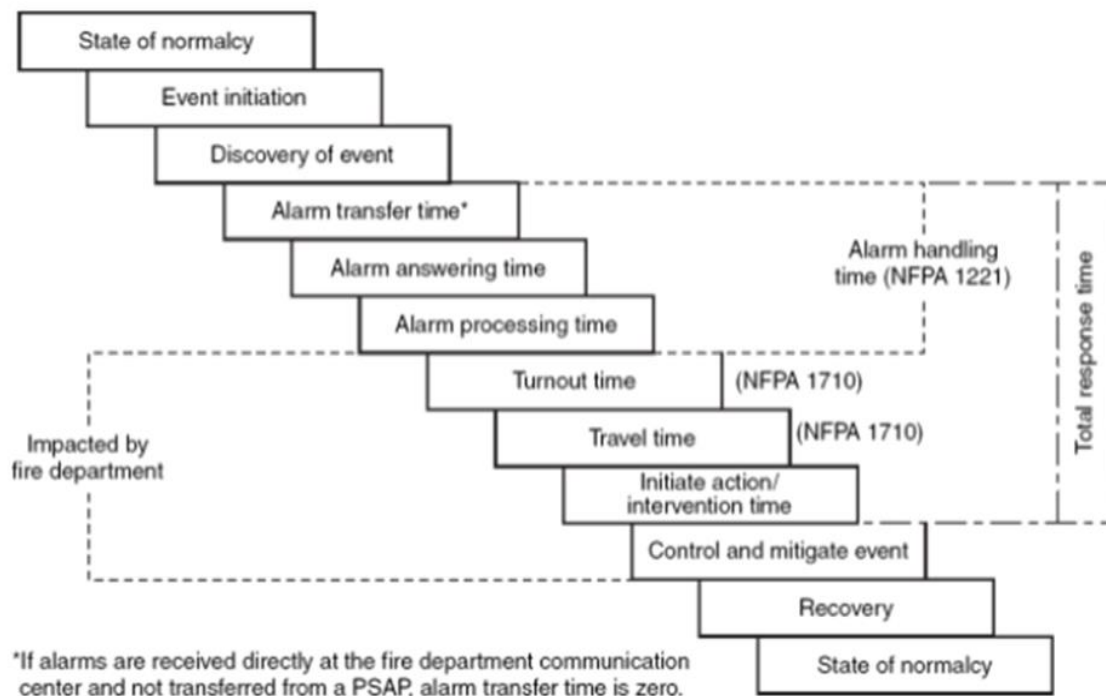 State of normalcy
Event initiation
Discovery of event
Alarm transfer time*
Alarm answering time
Alarm handling
time (NFPA 1221)
Alarm processing time
Total response time
Turnout time
(NFPA 1710)
Travel time
(NFPA 1710)
Impacted by
fire department
Initiate action/
intervention time
Control and mitigate event
Recovery
State of normalcy
*If alarms are received directly at the fire department communication
center and not transferred from a PSAP, alarm transfer time is zero.